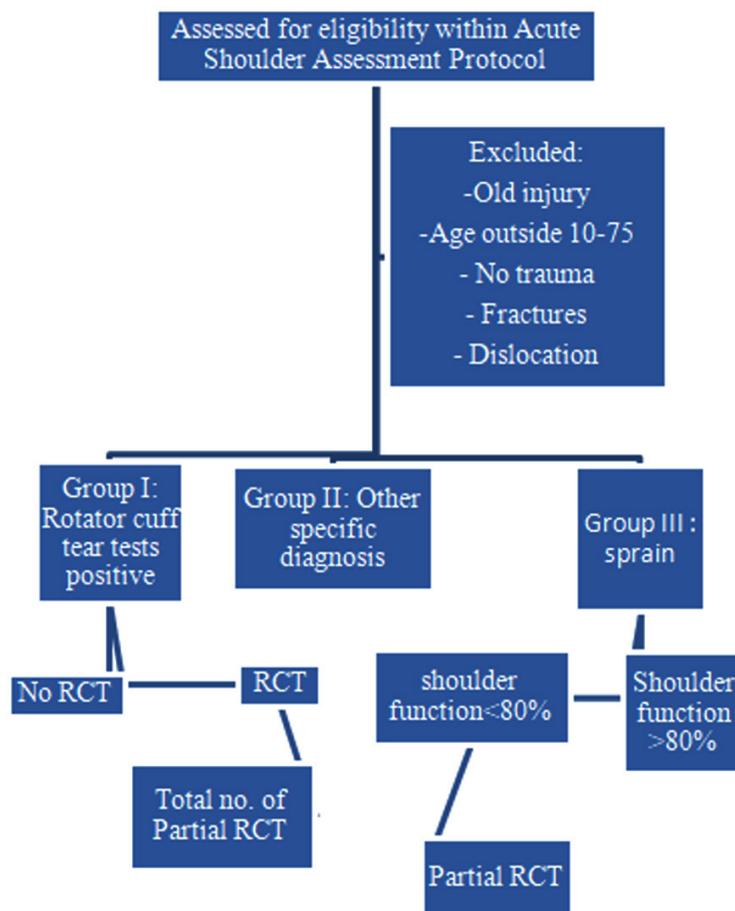 Assessed for eligibility within Acute
Shoulder Assessment Protocol
Excluded:
-Old injury
-Age outside 10-75
- No trauma
- Fractures
- Dislocation
Group I:
Rotator cuff
tear tests
positive
Group II: Other
specific
diagnosis
Group III :
sprain
No RCT
RCT
shoulder
function<80%
Shoulder
function
>80%
Total no. of
Partial RCT
Partial RCT